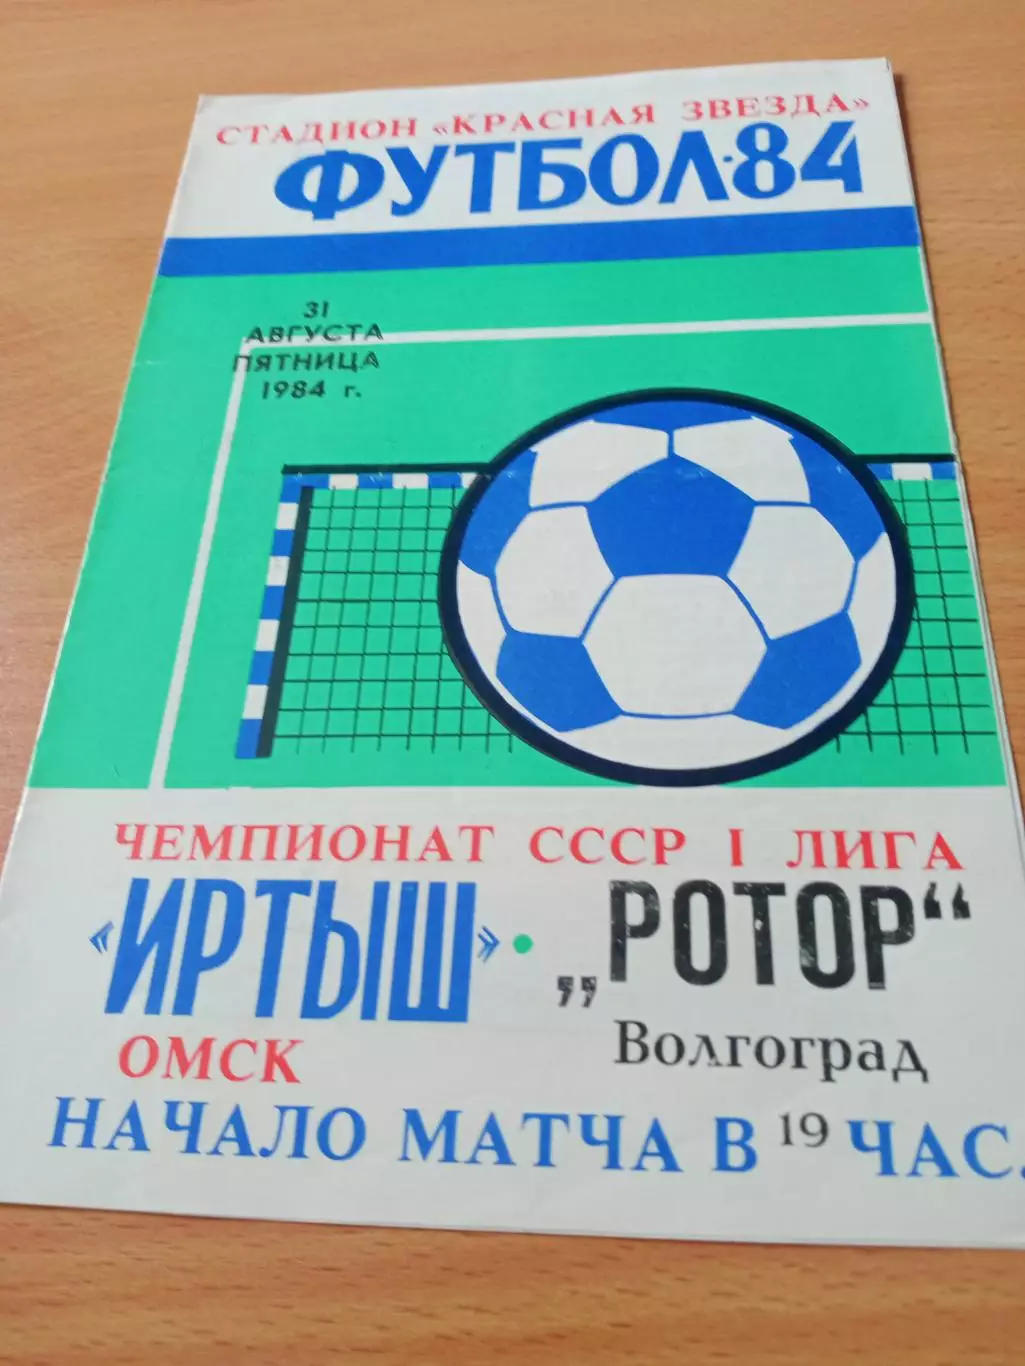 СТАДИОН «КРАСНАЯ ЗВЕЗДА»
ФУТБОЛ·84
31
АВГУСТА
ПЯТНИЦА
1984 г.
ЧЕМПИОНАТ СССР I ЛИГА
«ИРТЫШ» • „РОТОР“
ОМСК Волгоград
НАЧАЛО МАТЧА В 19 ЧАС.